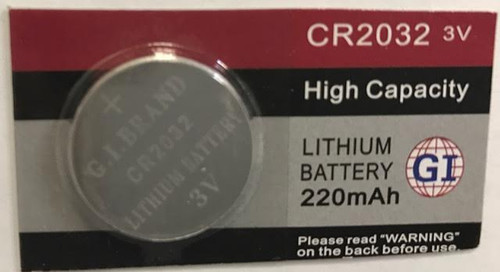 CR2032 3V
High Capacity
LITHIUM
BATTERY
220mAh
GI
Please read "WARNING"
on the back before use.
+
G.I.BRAND
CR2032
LITHIUM BATTERY
3V